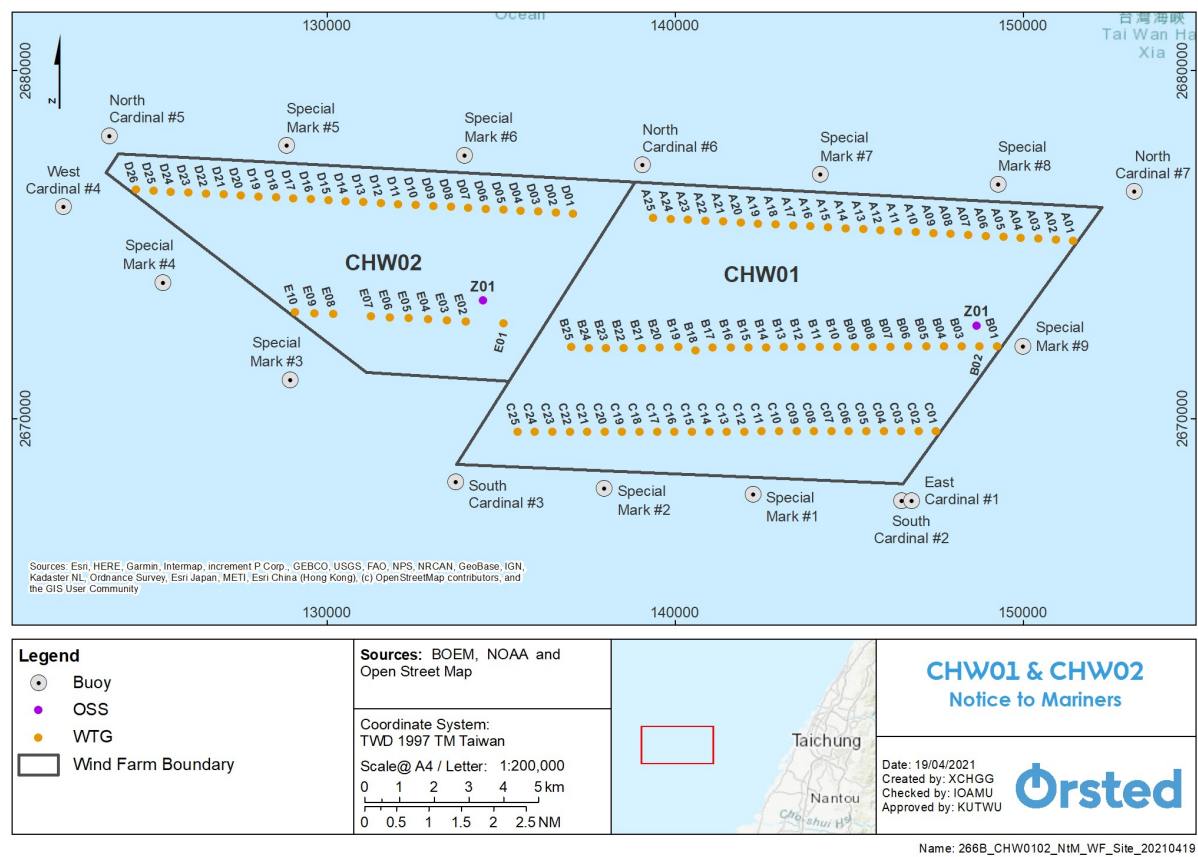 Ocean
130000
140000
150000
台灣海峽
Tai Wan Ha
Xia
2680000
2680000
N
North
Cardinal #5
Special
Mark #5
Special
Mark #6
North
Cardinal #6
Special
Mark #7
Special
Mark #8
North
Cardinal #7
West
Cardinal #4
D26 D25 D24 D23 D22 D21 D20 D19 D18 D17 D16 D15 D14 D13 D12 D11 D10 D09 D08 D07 D06 D05 D04 D03 D02 D01
A25 A24 A23 A22 A21 A20 A19 A18 A17 A16 A15 A14 A13 A12 A11 A10 A09 A08 A07 A06 A05 A04 A03 A02 A01
Special
Mark #4
CHW02
CHW01
Z01
E10 E09 E08 E07 E06 E05 E04 E03 E02 E01
Z01
B25 B24 B23 B22 B21 B20 B19 B18 B17 B16 B15 B14 B13 B12 B11 B10 B09 B08 B07 B06 B05 B04 B03 B02 B01
Special
Mark #9
Special
Mark #3
2670000
2670000
C25 C24 C23 C22 C21 C20 C19 C18 C17 C16 C15 C14 C13 C12 C11 C10 C09 C08 C07 C06 C05 C04 C03 C02 C01
South
Cardinal #3
Special
Mark #2
Special
Mark #1
East
Cardinal #1
South
Cardinal #2
Sources: Esri, HERE, Garmin, Intermap, increment P Corp., GEBCO, USGS, FAO, NPS, NRCAN, GeoBase, IGN,
Kadaster NL, Ordnance Survey, Esri Japan, METI, Esri China (Hong Kong), (c) OpenStreetMap contributors, and
the GIS User Community
130000
140000
150000
Legend
Buoy
OSS
WTG
Wind Farm Boundary
Sources: BOEM, NOAA and
Open Street Map
Coordinate System:
TWD 1997 TM Taiwan
Scale@ A4 / Letter: 1:200,000
0 1 2 3 4 5 km
0 0.5 1 1.5 2 2.5 NM
Taichung
Nantou
Cho-shui Hsi
CHW01 & CHW02
Notice to Mariners
Date: 19/04/2021
Created by: XCHGG
Checked by: IOAMU
Approved by: KUTWU
Ørsted
Name: 266B_CHW0102_NtM_WF_Site_20210419